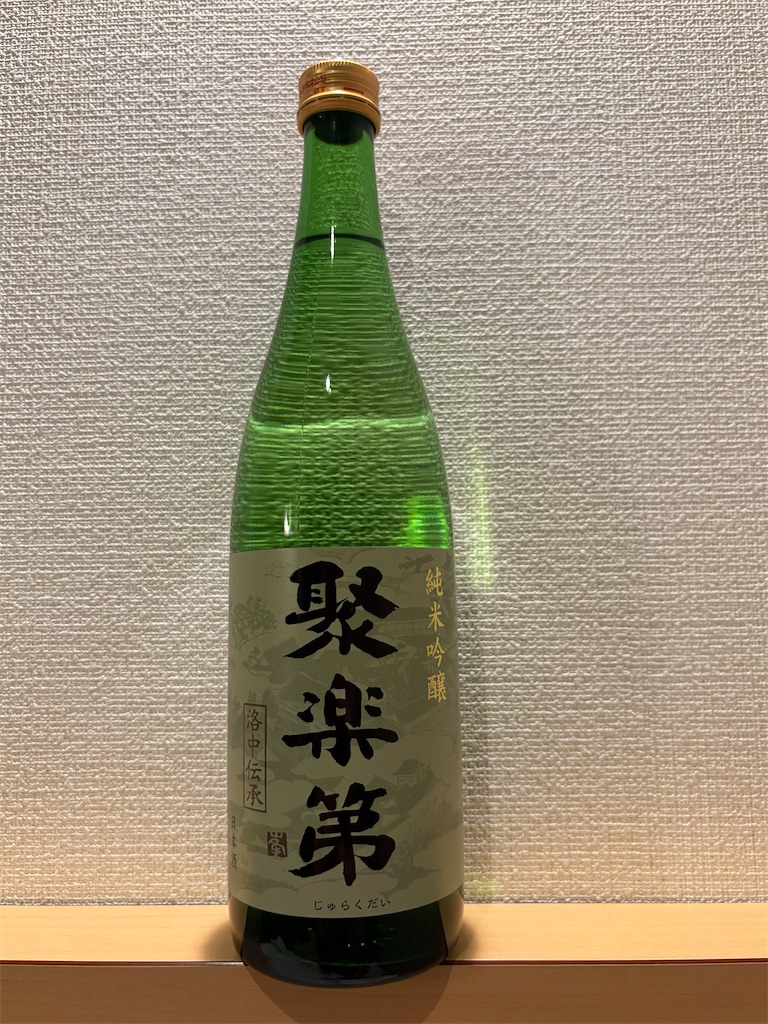 純米吟醸
聚楽第
洛中伝承
日本酒
じゅらくだい